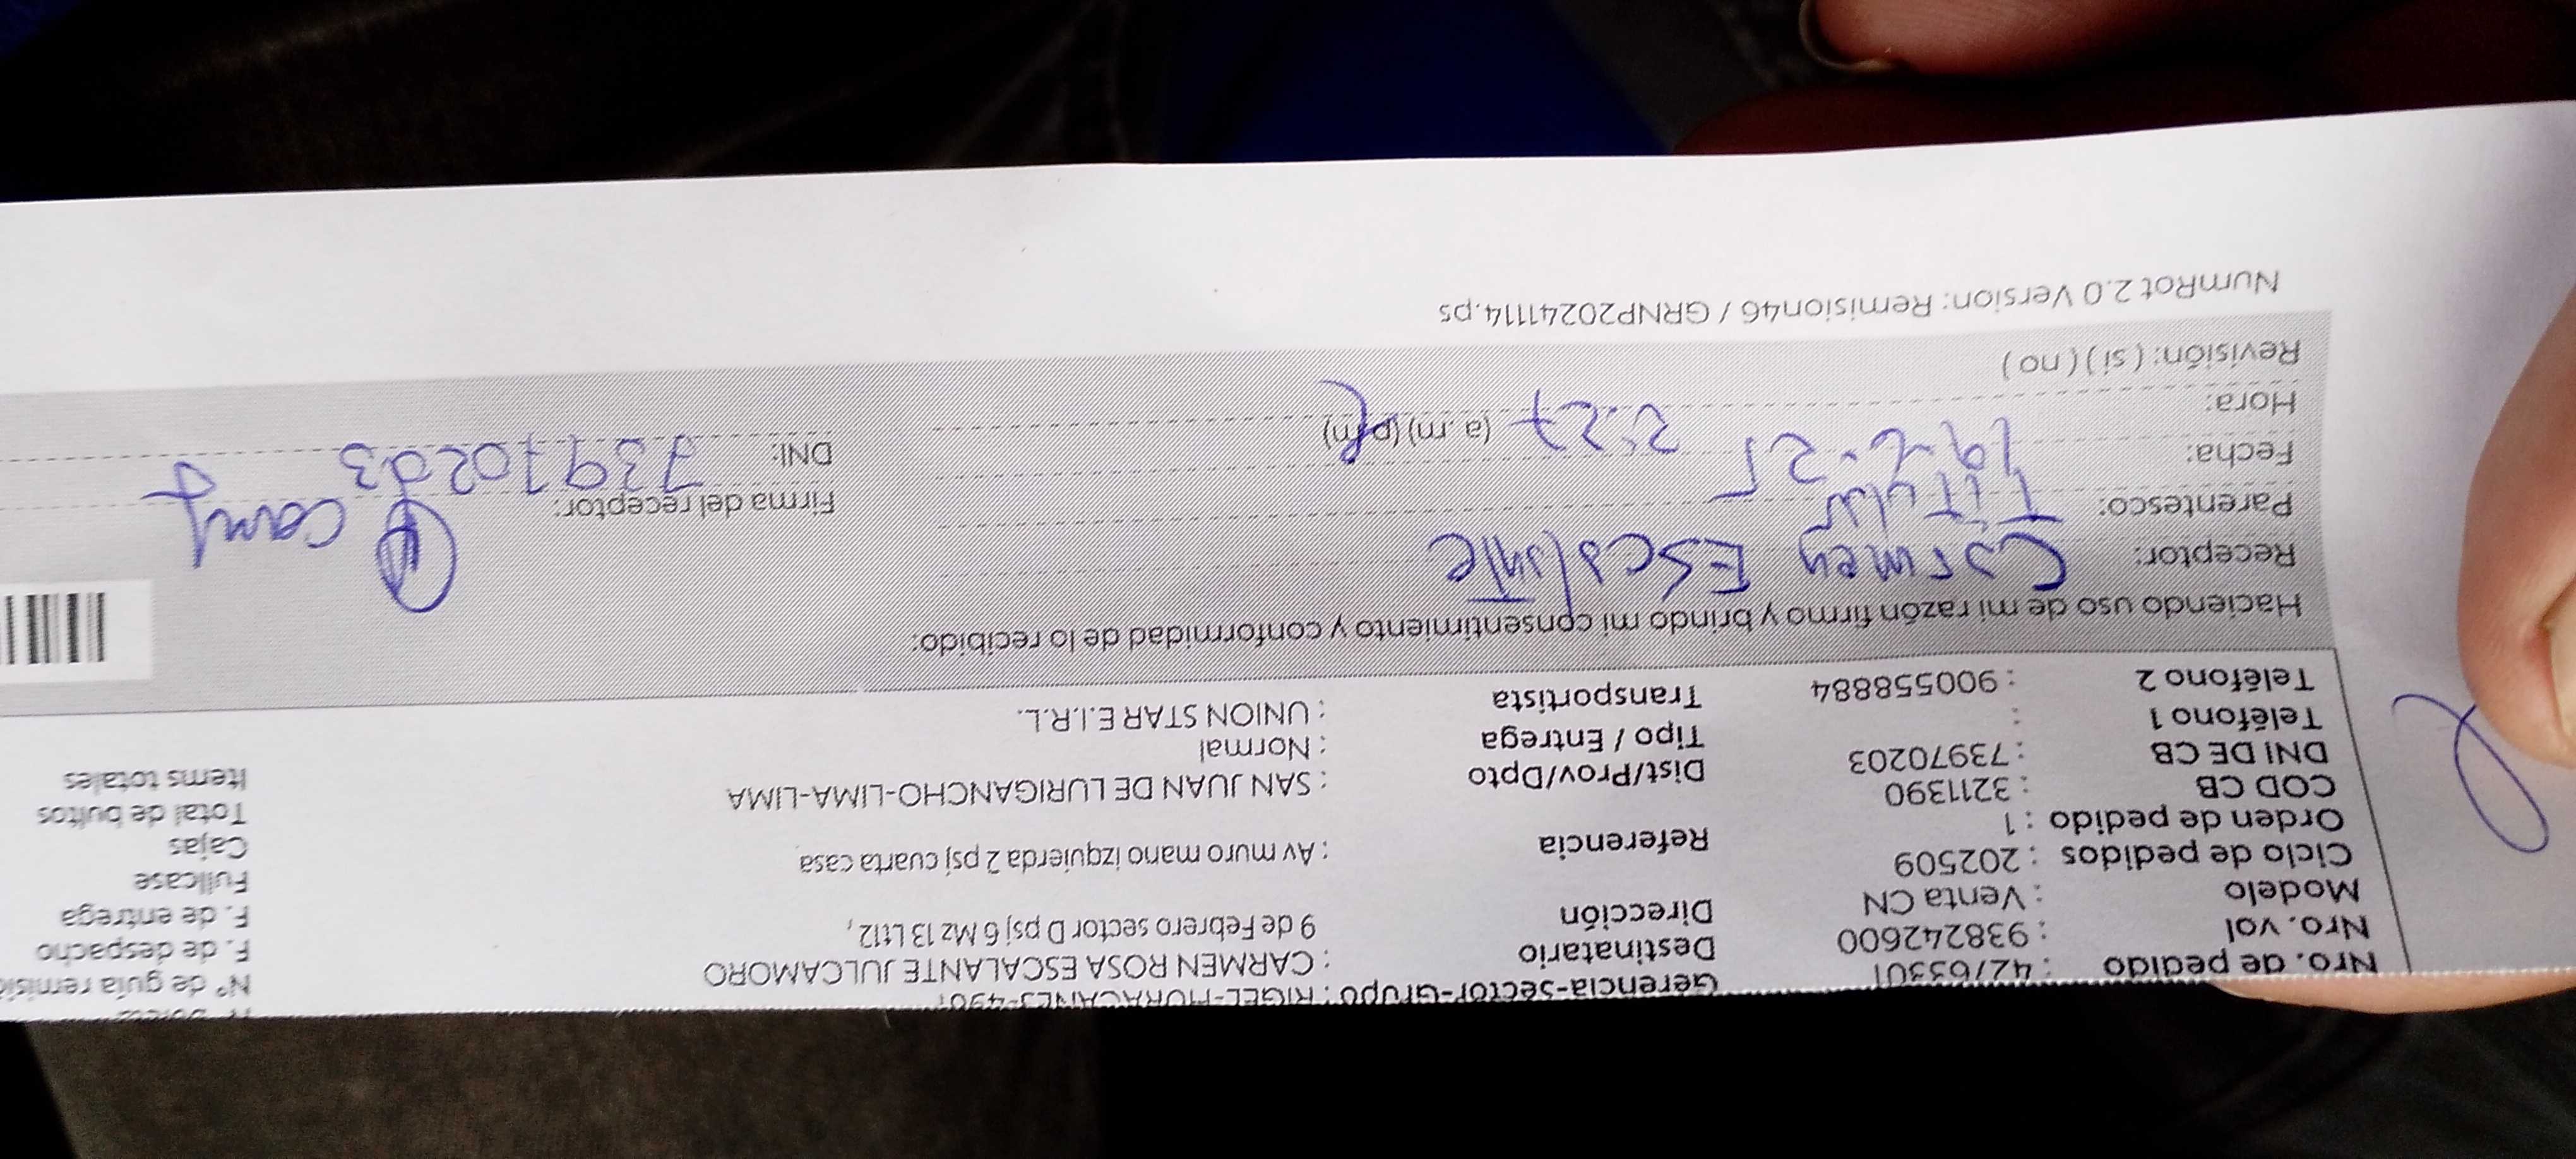 Gerencia-Sector-Grupo : RIGEL-HURACANES-4901
Nro. de pedido : 42763301 Destinatario : CARMEN ROSA ESCALANTE JULCAMORO N° de guía remisi
Nro. vol : 938242600 Dirección 9 de Febrero sector D psj 6 Mz 13 Lt12, F. de despacho
Modelo : Venta CN F. de entrega
Ciclo de pedidos : 202509 Referencia : Av muro mano izquierda 2 psj cuarta casa Fullcase
Orden de pedido : 1 Cajas
COD CB : 3211390 Dist/Prov/Dpto : SAN JUAN DE LURIGANCHO-LIMA-LIMA Total de bultos
DNI DE CB : 73970203 Tipo / Entrega : Normal Items totales
Teléfono 1 : Transportista : UNION STAR E.I.R.L.
Teléfono 2 : 900558884
Haciendo uso de mi razón firmo y brindo mi consentimiento y conformidad de lo recibido:
Receptor: Carmen Escalante
Parentesco: Titular Firma del receptor:
Fecha: 19-6-25 DNI:
Hora: 2:27 (a.m) (p.m)
Revisión: ( si ) ( no )
NumRot 2.0 Version: Remision46 / GRNP20241114.ps